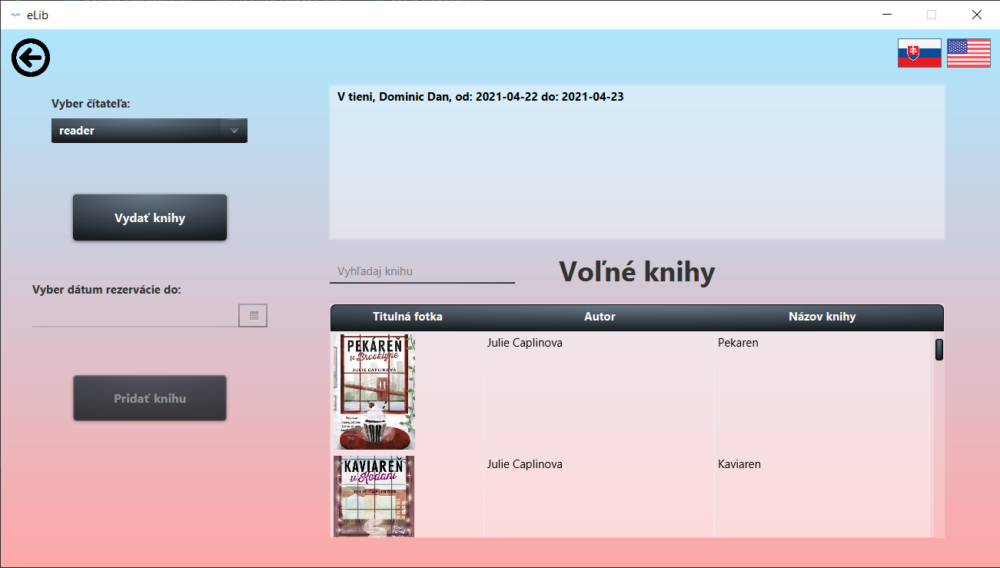 eLib
Vyber čítateľa:
reader
Vydať knihy
Vyber dátum rezervácie do:
Pridať knihu
V tieni, Dominic Dan, od: 2021-04-22 do: 2021-04-23
Vyhľadaj knihu
Voľné knihy
Titulná fotka Autor Názov knihy
PEKÁREŇ
v Brooklyne
JULIE CAPLINOVÁ
Julie Caplinova Pekaren
KAVIAREŇ
v Kodani
JULIE CAPLINOVÁ
Julie Caplinova Kaviaren